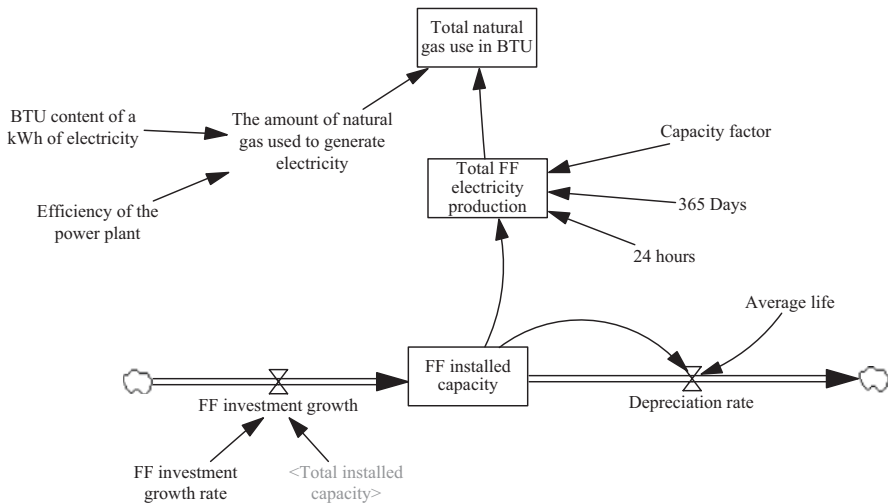 Total natural
gas use in BTU
BTU content of a
kWh of electricity
The amount of natural
gas used to generate
electricity
Capacity factor
Total FF
electricity
production
365 Days
Efficiency of the
power plant
24 hours
Average life
FF installed
capacity
FF investment growth
Depreciation rate
FF investment
growth rate
<Total installed
capacity>